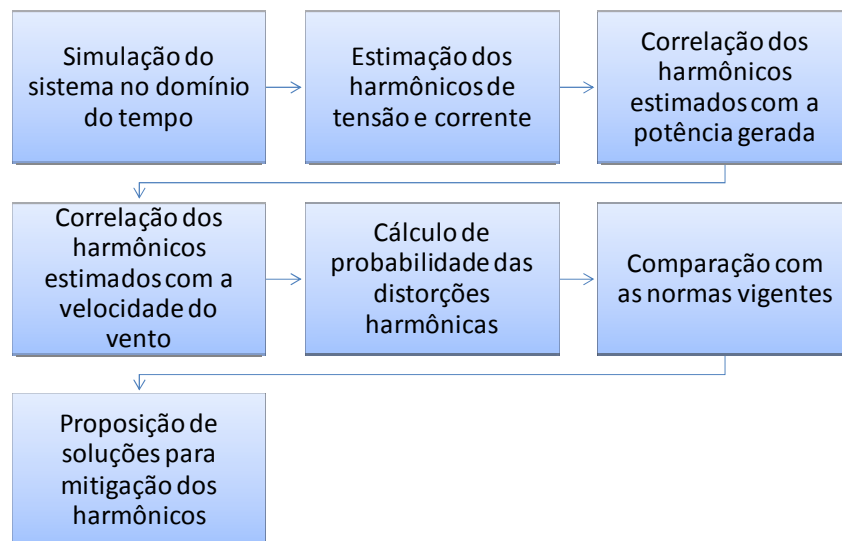 Simulação do
sistema no domínio
do tempo
Estimação dos
harmônicos de
tensão e corrente
Correlação dos
harmônicos
estimados com a
potência gerada
Correlação dos
harmônicos
estimados com a
velocidade do
vento
Cálculo de
probabilidade das
distorções
harmônicas
Comparação com
as normas vigentes
Proposição de
soluções para
mitigação dos
harmônicos